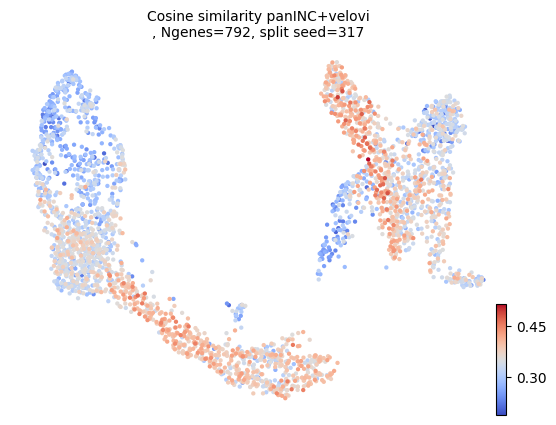 Cosine similarity panINC+velovi
, Ngenes=792, split seed=317
0.45
0.30